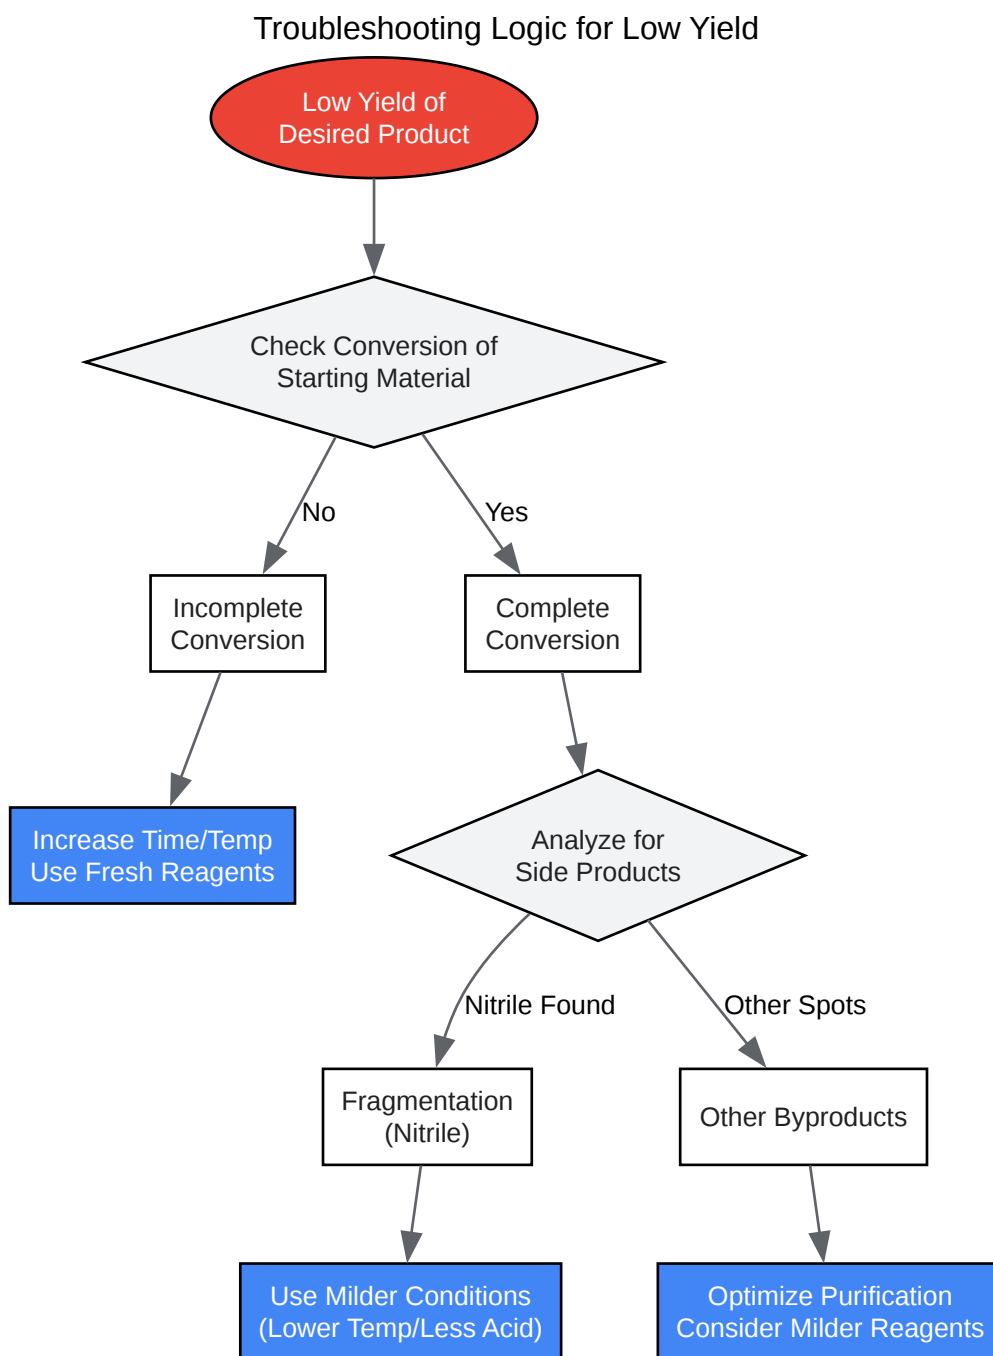 Troubleshooting Logic for Low Yield
Low Yield of
Desired Product
Check Conversion of
Starting Material
No
Yes
Incomplete
Conversion
Complete
Conversion
Increase Time/Temp
Use Fresh Reagents
Analyze for
Side Products
Nitrile Found
Other Spots
Fragmentation
(Nitrile)
Other Byproducts
Use Milder Conditions
(Lower Temp/Less Acid)
Optimize Purification
Consider Milder Reagents